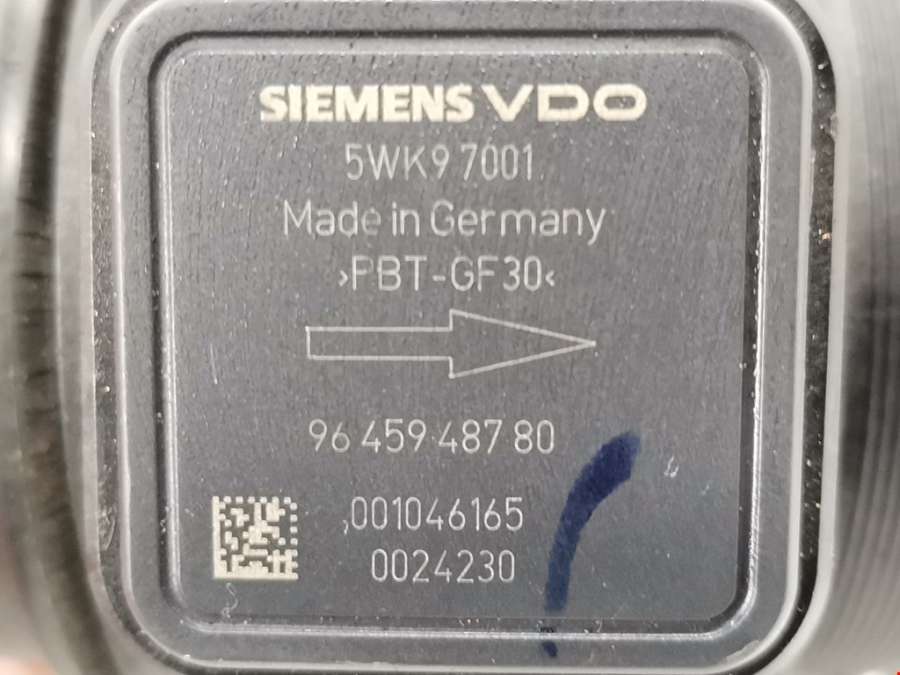 SIEMENS VDO
5WK9 7001
Made in Germany
›PBT-GF30‹
96 459 487 80
001046165
0024230